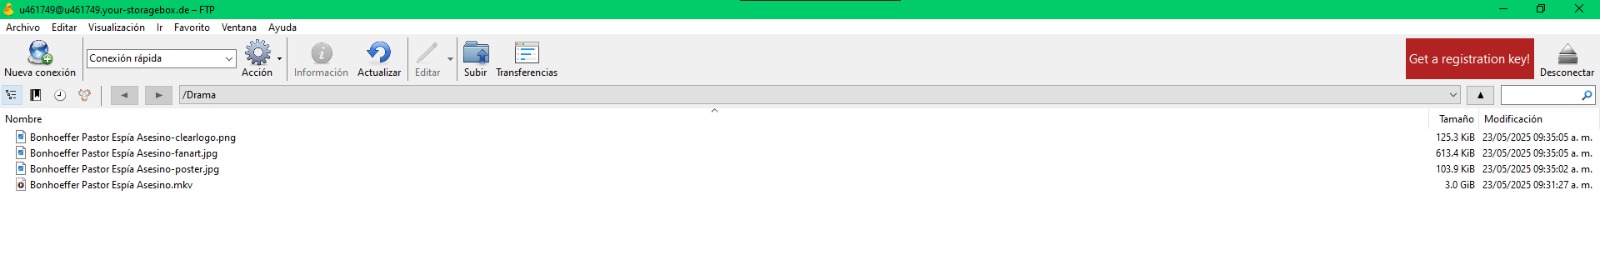 u461749@u461749.your-storagebox.de – FTP
Archivo Editar Visualización Ir Favorito Ventana Ayuda
Nueva conexión Conexión rápida Acción Información Actualizar Editar Subir Transferencias Get a registration key! Desconectar
/Drama
Nombre Tamaño Modificación
Bonhoeffer Pastor Espía Asesino-clearlogo.png 125.3 KiB 23/05/2025 09:35:05 a. m.
Bonhoeffer Pastor Espía Asesino-fanart.jpg 613.4 KiB 23/05/2025 09:35:05 a. m.
Bonhoeffer Pastor Espía Asesino-poster.jpg 103.9 KiB 23/05/2025 09:35:02 a. m.
Bonhoeffer Pastor Espía Asesino.mkv 3.0 GiB 23/05/2025 09:31:27 a. m.